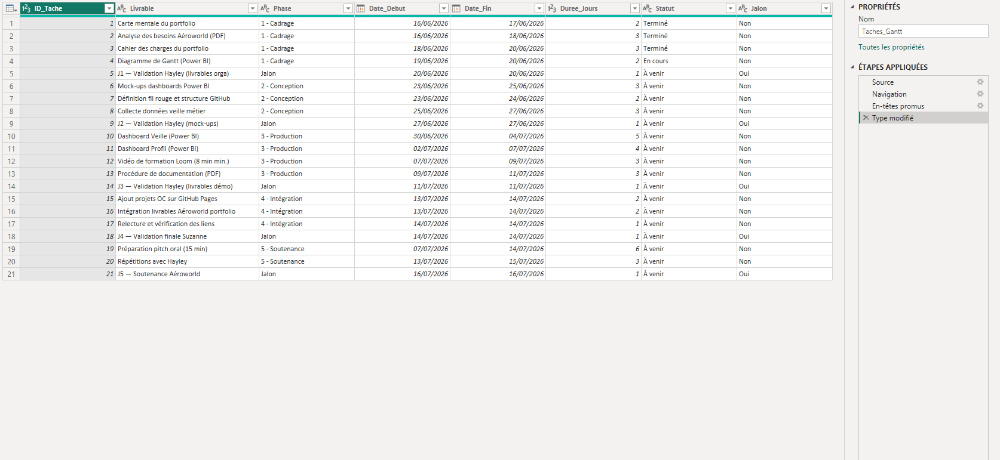 ID_Tache Livrable Phase Date_Debut Date_Fin Duree_Jours Statut Jalon
1 1 Carte mentale du portfolio 1 - Cadrage 16/06/2026 17/06/2026 2 Terminé Non
2 2 Analyse des besoins Aéroworld (PDF) 1 - Cadrage 16/06/2026 18/06/2026 3 Terminé Non
3 3 Cahier des charges du portfolio 1 - Cadrage 18/06/2026 20/06/2026 3 Terminé Non
4 4 Diagramme de Gantt (Power BI) 1 - Cadrage 19/06/2026 20/06/2026 2 En cours Non
5 5 J1 — Validation Hayley (livrables orga) Jalon 20/06/2026 20/06/2026 1 À venir Oui
6 6 Mock-ups dashboards Power BI 2 - Conception 23/06/2026 25/06/2026 3 À venir Non
7 7 Définition fil rouge et structure GitHub 2 - Conception 23/06/2026 24/06/2026 2 À venir Non
8 8 Collecte données veille métier 2 - Conception 25/06/2026 27/06/2026 3 À venir Non
9 9 J2 — Validation Hayley (mock-ups) Jalon 27/06/2026 27/06/2026 1 À venir Oui
10 10 Dashboard Veille (Power BI) 3 - Production 30/06/2026 04/07/2026 5 À venir Non
11 11 Dashboard Profil (Power BI) 3 - Production 02/07/2026 07/07/2026 4 À venir Non
12 12 Vidéo de formation Loom (8 min min.) 3 - Production 07/07/2026 09/07/2026 3 À venir Non
13 13 Procédure de documentation (PDF) 3 - Production 09/07/2026 11/07/2026 3 À venir Non
14 14 J3 — Validation Hayley (livrables démo) Jalon 11/07/2026 11/07/2026 1 À venir Oui
15 15 Ajout projets OC sur GitHub Pages 4 - Intégration 13/07/2026 14/07/2026 2 À venir Non
16 16 Intégration livrables Aéroworld portfolio 4 - Intégration 13/07/2026 14/07/2026 2 À venir Non
17 17 Relecture et vérification des liens 4 - Intégration 14/07/2026 14/07/2026 1 À venir Non
18 18 J4 — Validation finale Suzanne Jalon 14/07/2026 14/07/2026 1 À venir Oui
19 19 Préparation pitch oral (15 min) 5 - Soutenance 07/07/2026 14/07/2026 6 À venir Non
20 20 Répétitions avec Hayley 5 - Soutenance 13/07/2026 15/07/2026 3 À venir Non
21 21 J5 — Soutenance Aéroworld Jalon 16/07/2026 16/07/2026 1 À venir Oui
PROPRIÉTÉS
Nom
Taches_Gantt
Toutes les propriétés
ÉTAPES APPLIQUÉES
Source
Navigation
En-têtes promus
Type modifié